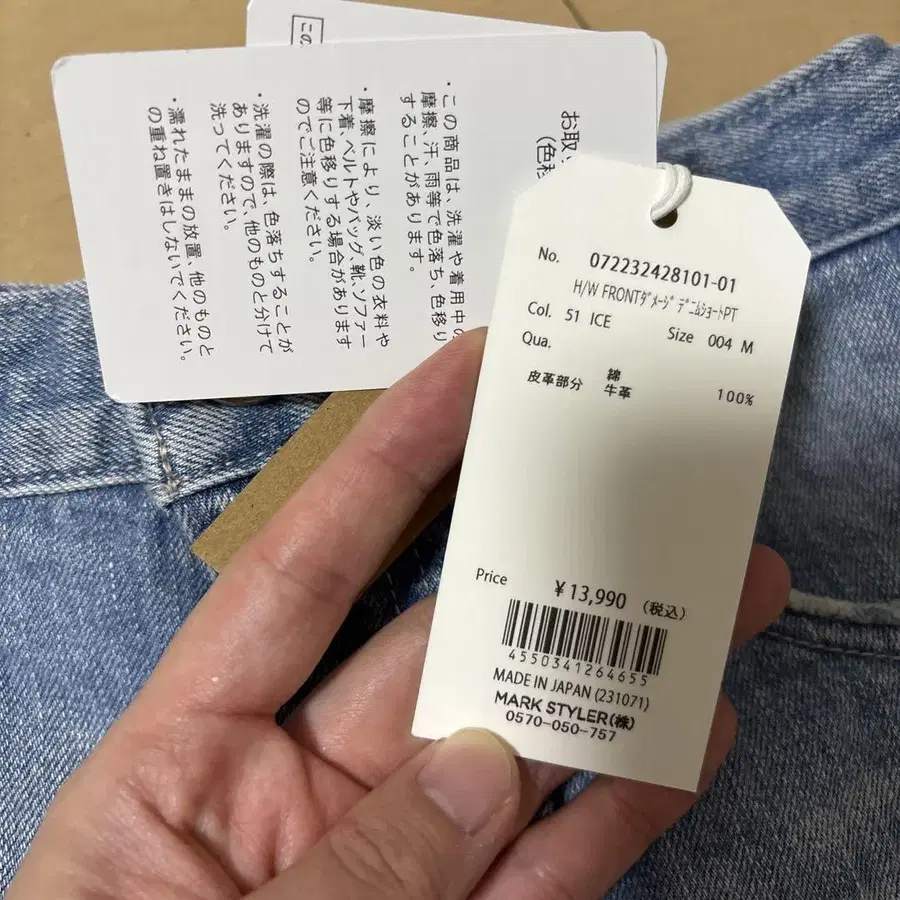 この
お取
(色移
・この商品は、洗濯や着用中の
摩擦、汗、雨等で色落ち、色移り
することがあります。
・摩擦により、淡い色の衣料や
下着、ベルトやバッグ、靴、ソファー
等に色移りする場合があります
のでご注意ください。
・洗濯の際は、色落ちすることが
ありますので、他のものと分けて
洗ってください。
・濡れたままの放置、他のものと
の重ね置きはしないでください。
No. 072232428101-01
H/W FRONTﾀﾞﾒｰｼﾞ ﾃﾞﾆﾑｼｮｰﾄPT
Col. 51 ICE Size 004 M
Qua.
綿 100%
皮革部分 牛革
Price ¥13,990 (税込)
4550341264655
MADE IN JAPAN (231071)
MARK STYLER(株)
0570-050-757